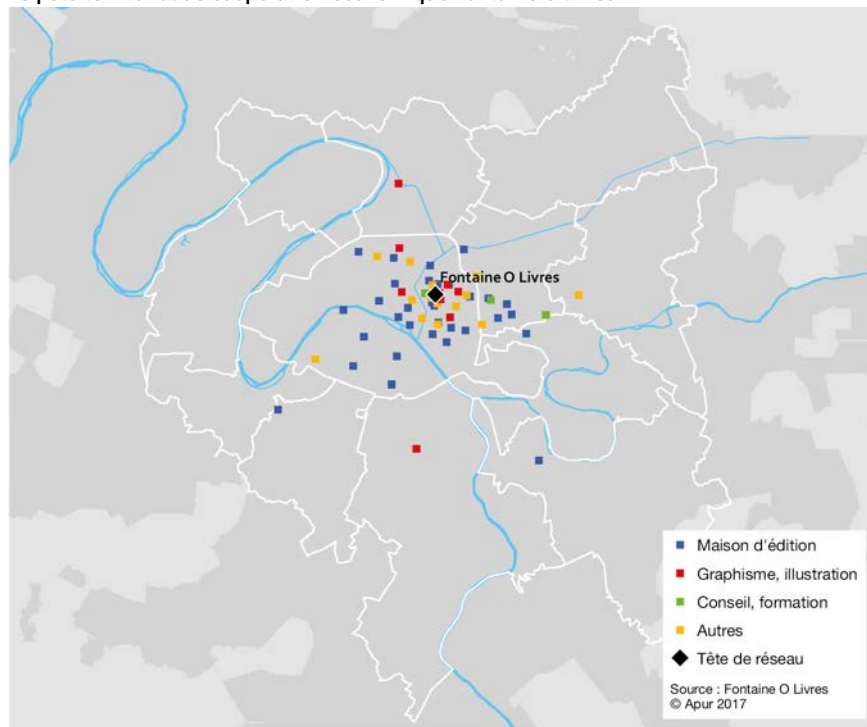 Fontaine O Livres
Maison d'édition
Graphisme, illustration
Conseil, formation
Autres
Tête de réseau
Source : Fontaine O Livres
© Apur 2017